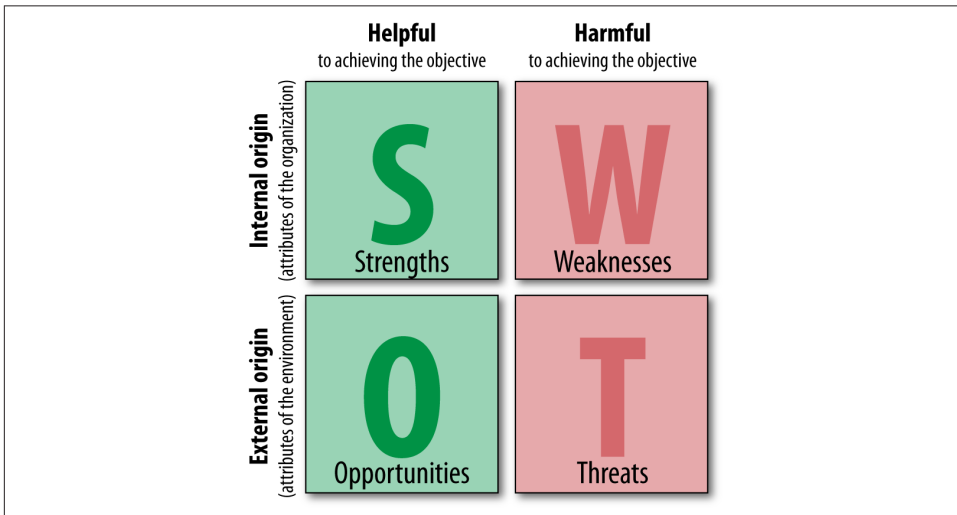 Helpful
to achieving the objective
Harmful
to achieving the objective
Internal origin
(attributes of the organization)
S
Strengths
W
Weaknesses
External origin
(attributes of the environment)
O
Opportunities
T
Threats